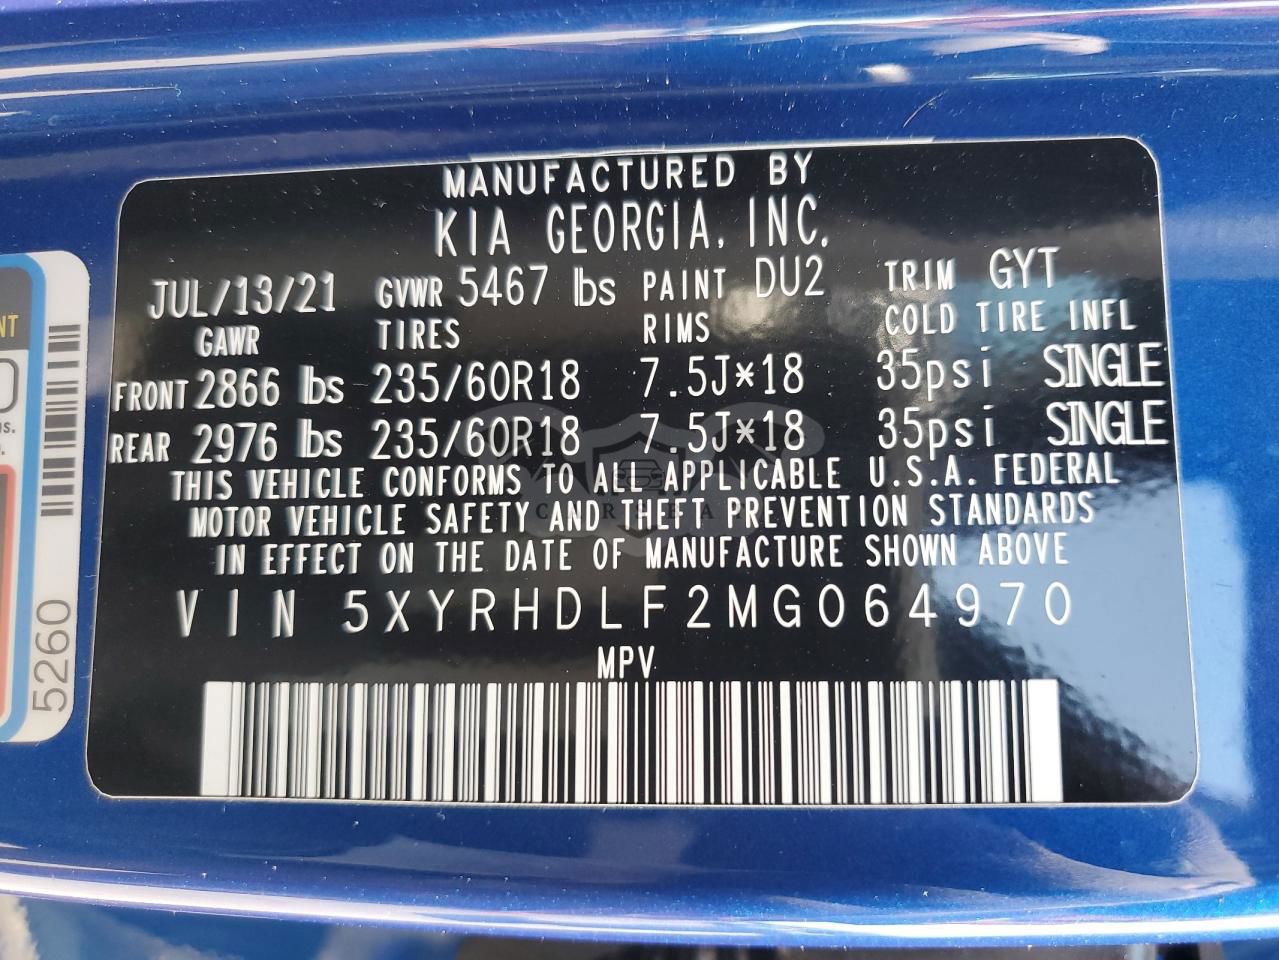 MANUFACTURED BY
KIA GEORGIA, INC.
JUL/13/21 GVWR 5467 lbs PAINT DU2 TRIM GYT
GAWR TIRES RIMS COLD TIRE INFL
FRONT 2866 lbs 235/60R18 7.5J*18 35psi SINGLE
REAR 2976 lbs 235/60R18 7.5J*18 35psi SINGLE
THIS VEHICLE CONFORMS TO ALL APPLICABLE U.S.A. FEDERAL
MOTOR VEHICLE SAFETY AND THEFT PREVENTION STANDARDS
IN EFFECT ON THE DATE OF MANUFACTURE SHOWN ABOVE
VIN 5XYRHDLF2MG064970
MPV
5260